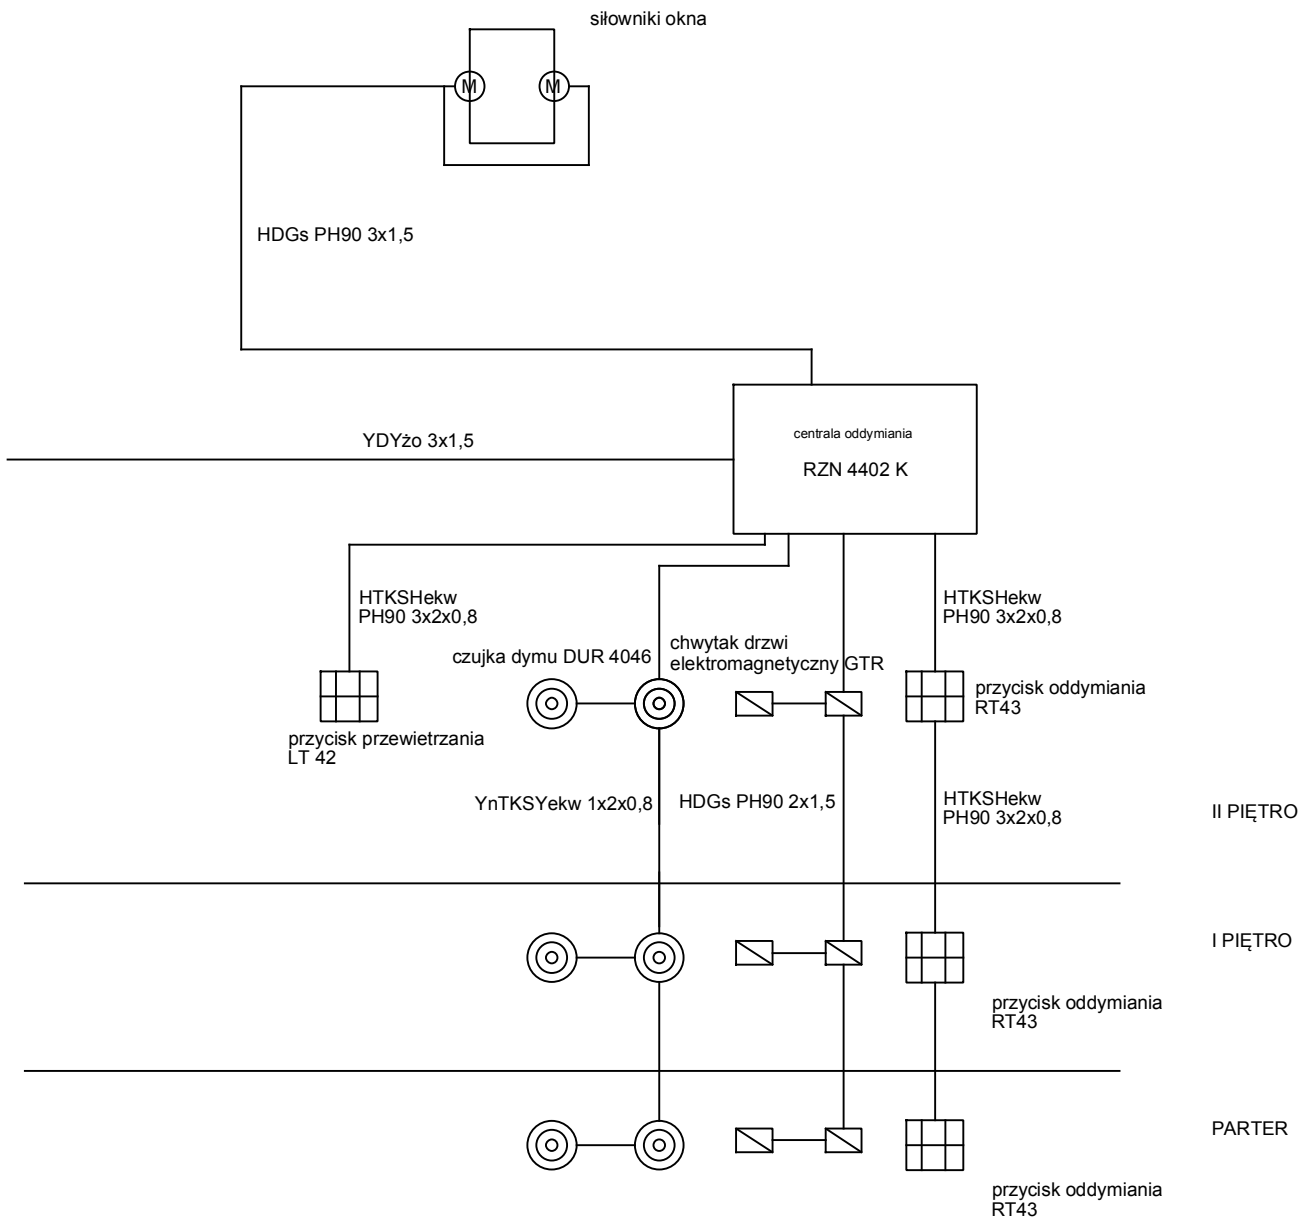 siłowniki okna
M
M
HDGs PH90 3x1,5
YDYżo 3x1,5
centrala oddymiania
RZN 4402 K
HTKSHekw
PH90 3x2x0,8
HTKSHekw
PH90 3x2x0,8
czujka dymu DUR 4046
chwytak drzwi
elektromagnetyczny GTR
przycisk oddymiania
RT43
przycisk przewietrzania
LT 42
YnTKSYekw 1x2x0,8
HDGs PH90 2x1,5
HTKSHekw
PH90 3x2x0,8
II PIĘTRO
I PIĘTRO
przycisk oddymiania
RT43
PARTER
przycisk oddymiania
RT43